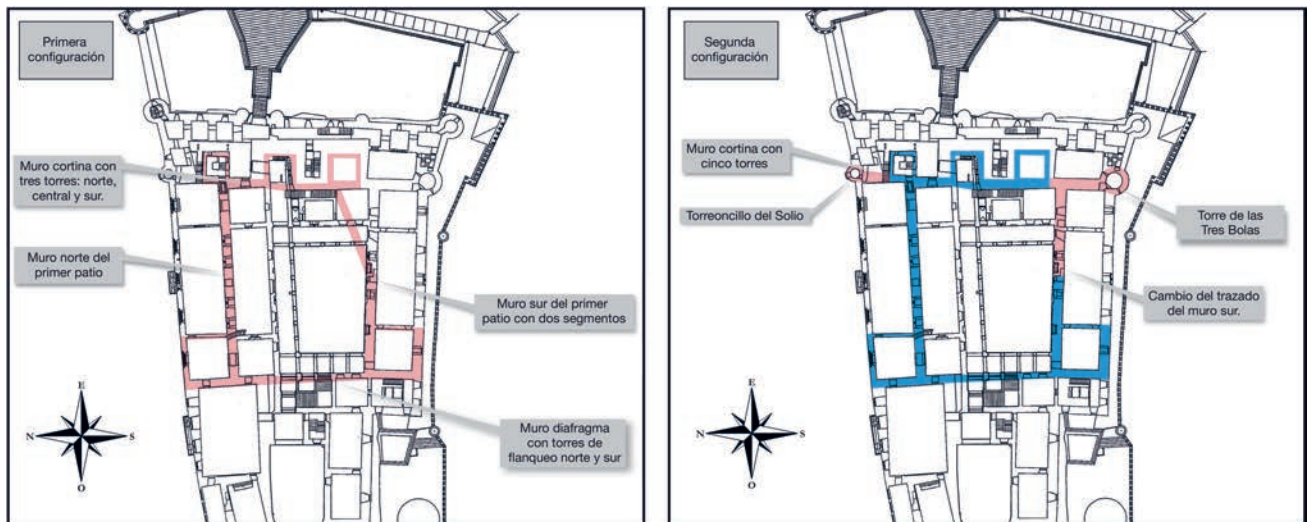 Primera
configuración
Muro cortina con
tres torres: norte,
central y sur.
Muro norte del
primer patio
Muro sur del primer
patio con dos segmentos
Muro diafragma
con torres de
flanqueo norte y sur
E
N
S
O
Segunda
configuración
Muro cortina con
cinco torres
Torreoncillo del Solio
Torre de las
Tres Bolas
Cambio del trazado
del muro sur.
E
N
S
O